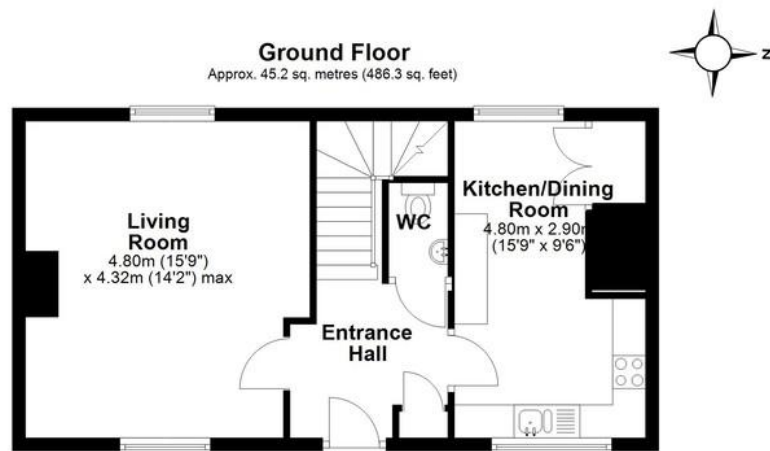 Ground Floor
Approx. 45.2 sq. metres (486.3 sq. feet)
N
Living
Room
4.80m (15'9")
x 4.32m (14'2") max
WC
Kitchen/Dining
Room
4.80m x 2.90m
(15'9" x 9'6")
Entrance
Hall